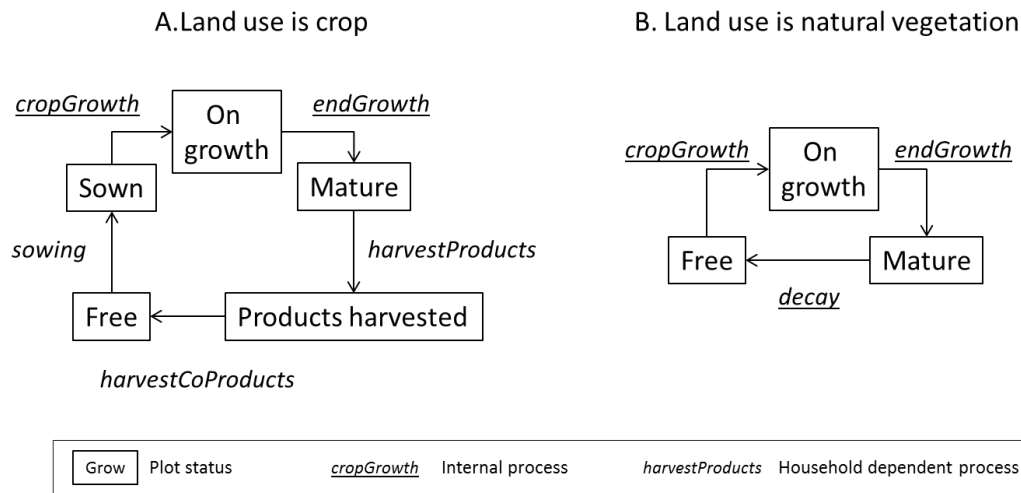 A.Land use is crop
B. Land use is natural vegetation
cropGrowth
On
growth
endGrowth
Sown
Mature
sowing
harvestProducts
Free
Products harvested
harvestCoProducts
cropGrowth
On
growth
endGrowth
Free
Mature
decay
Grow Plot status cropGrowth Internal process harvestProducts Household dependent process